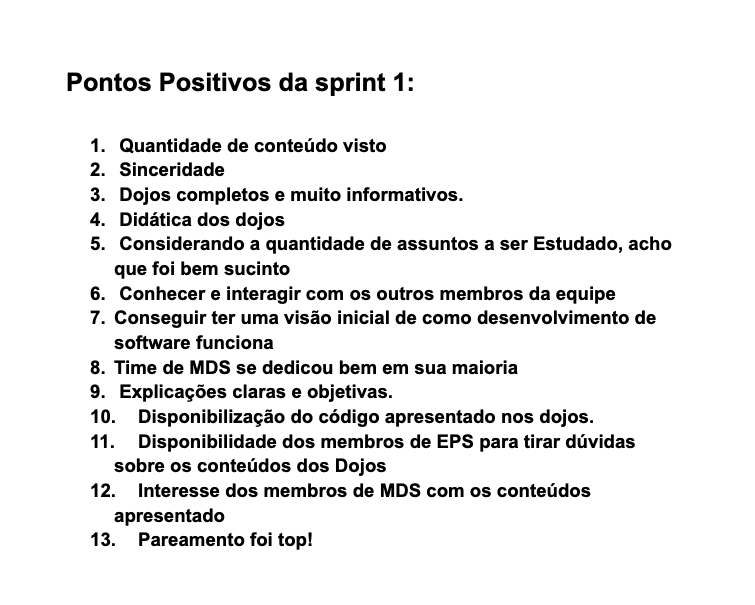 Pontos Positivos da sprint 1:
1. Quantidade de conteúdo visto
2. Sinceridade
3. Dojos completos e muito informativos.
4. Didática dos dojos
5. Considerando a quantidade de assuntos a ser Estudado, acho
que foi bem sucinto
6. Conhecer e interagir com os outros membros da equipe
7. Conseguir ter uma visão inicial de como desenvolvimento de
software funciona
8. Time de MDS se dedicou bem em sua maioria
9. Explicações claras e objetivas.
10. Disponibilização do código apresentado nos dojos.
11. Disponibilidade dos membros de EPS para tirar dúvidas
sobre os conteúdos dos Dojos
12. Interesse dos membros de MDS com os conteúdos
apresentado
13. Pareamento foi top!